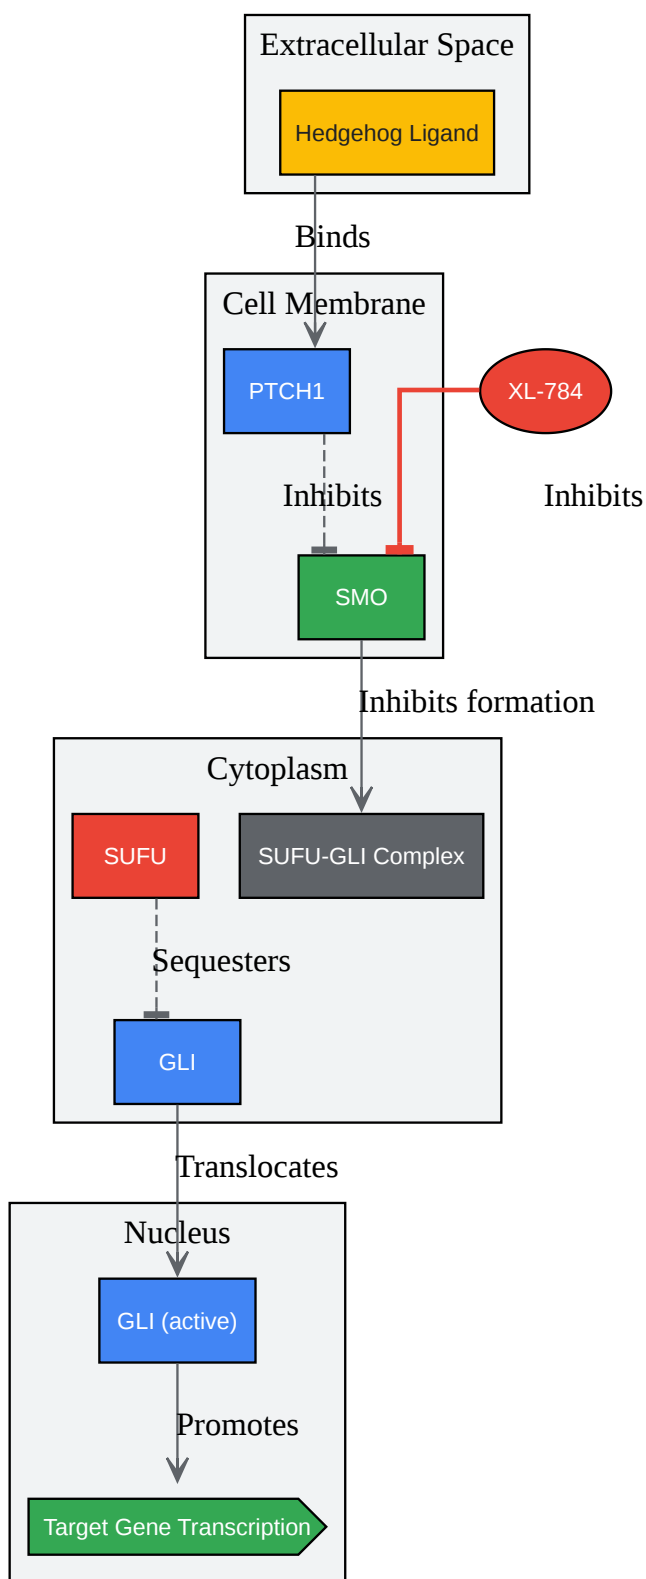 Extracellular Space
Hedgehog Ligand
Binds
Cell Membrane
PTCH1
XL-784
Inhibits
Inhibits
SMO
Inhibits formation
Cytoplasm
SUFU
SUFU-GLI Complex
Sequesters
GLI
Translocates
Nucleus
GLI (active)
Promotes
Target Gene Transcription